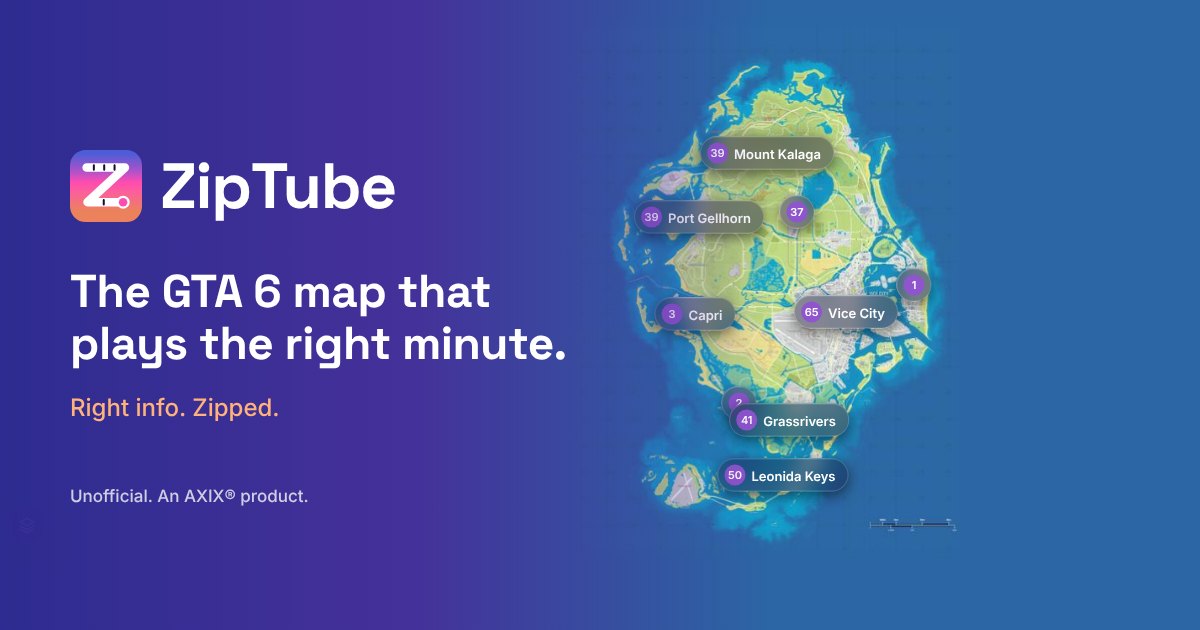 ZipTube
The GTA 6 map that
plays the right minute.
Right info. Zipped.
Unofficial. An AXIX® product.
39 Mount Kalaga
39 Port Gellhorn
37
1
3 Capri
65 Vice City
2
41 Grassrivers
50 Leonida Keys